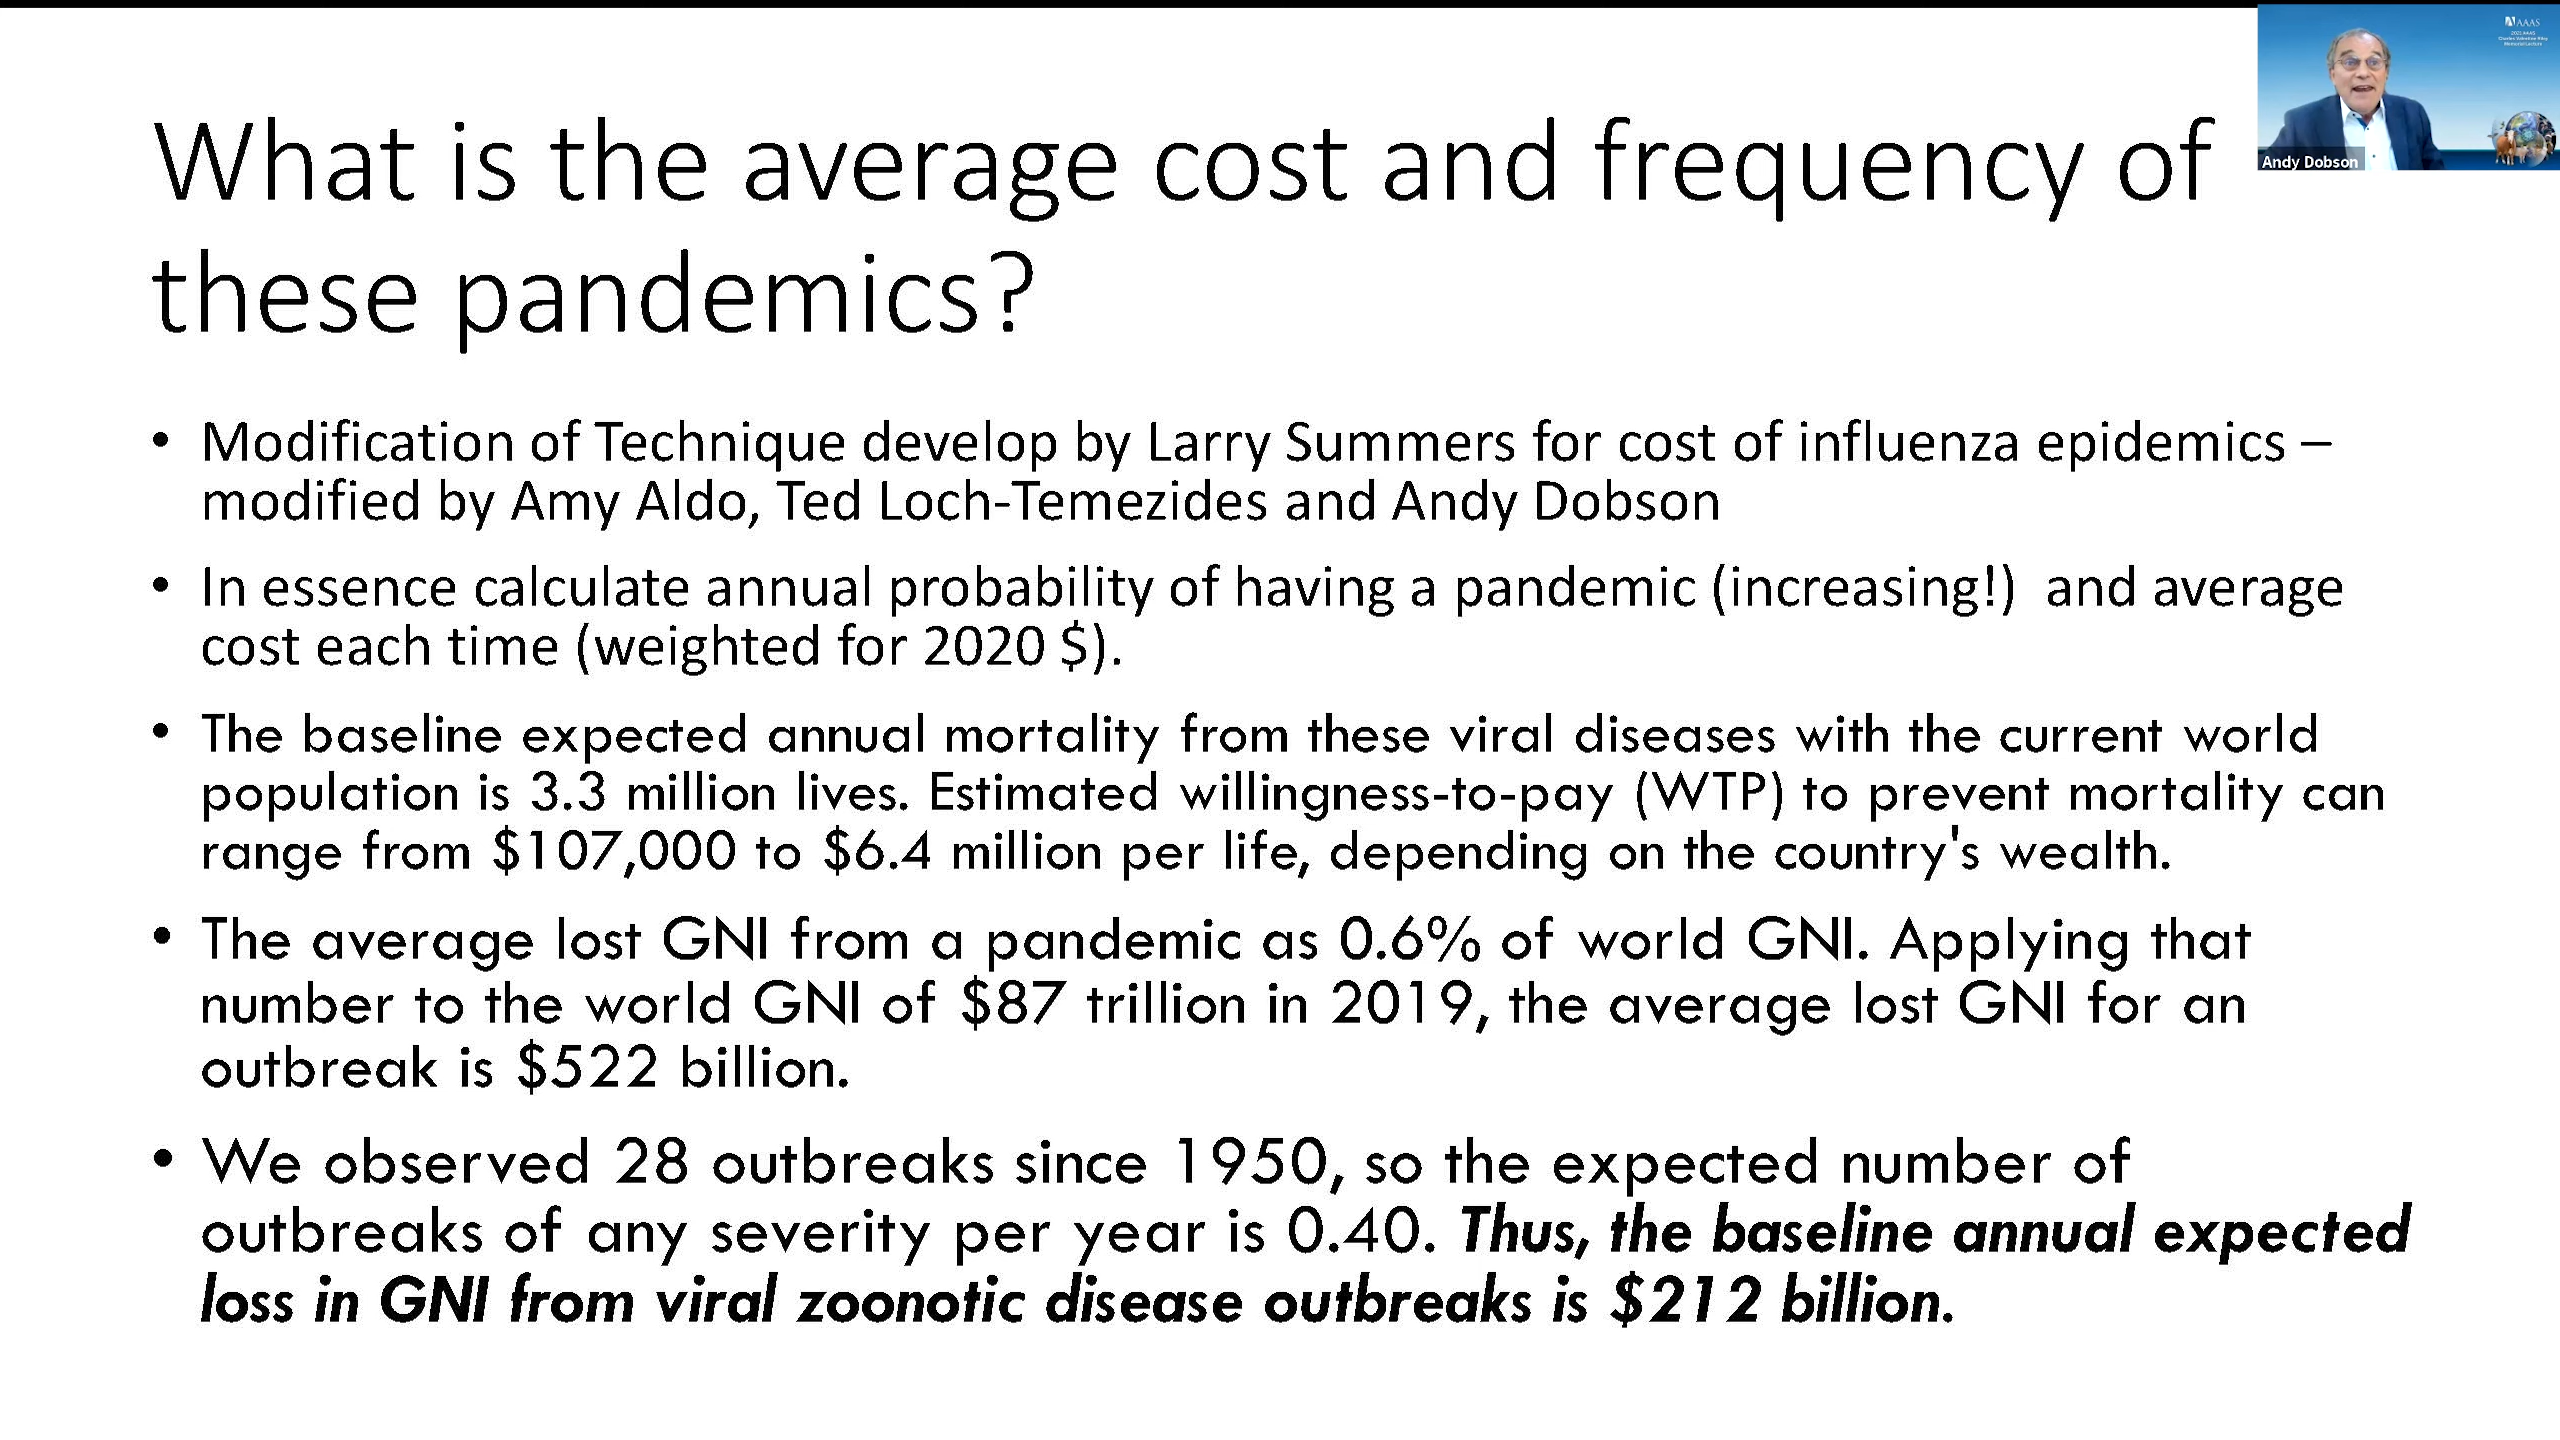 AAAS
2021 AAAS
Charles Valentine Riley
Memorial Lecture
Andy Dobson
What is the average cost and frequency of
these pandemics?
• Modification of Technique develop by Larry Summers for cost of influenza epidemics –
modified by Amy Aldo, Ted Loch-Temezides and Andy Dobson
• In essence calculate annual probability of having a pandemic (increasing!) and average
cost each time (weighted for 2020 $).
• The baseline expected annual mortality from these viral diseases with the current world
population is 3.3 million lives. Estimated willingness-to-pay (WTP) to prevent mortality can
range from $107,000 to $6.4 million per life, depending on the country's wealth.
• The average lost GNI from a pandemic as 0.6% of world GNI. Applying that
number to the world GNI of $87 trillion in 2019, the average lost GNI for an
outbreak is $522 billion.
• We observed 28 outbreaks since 1950, so the expected number of
outbreaks of any severity per year is 0.40. Thus, the baseline annual expected
loss in GNI from viral zoonotic disease outbreaks is $212 billion.